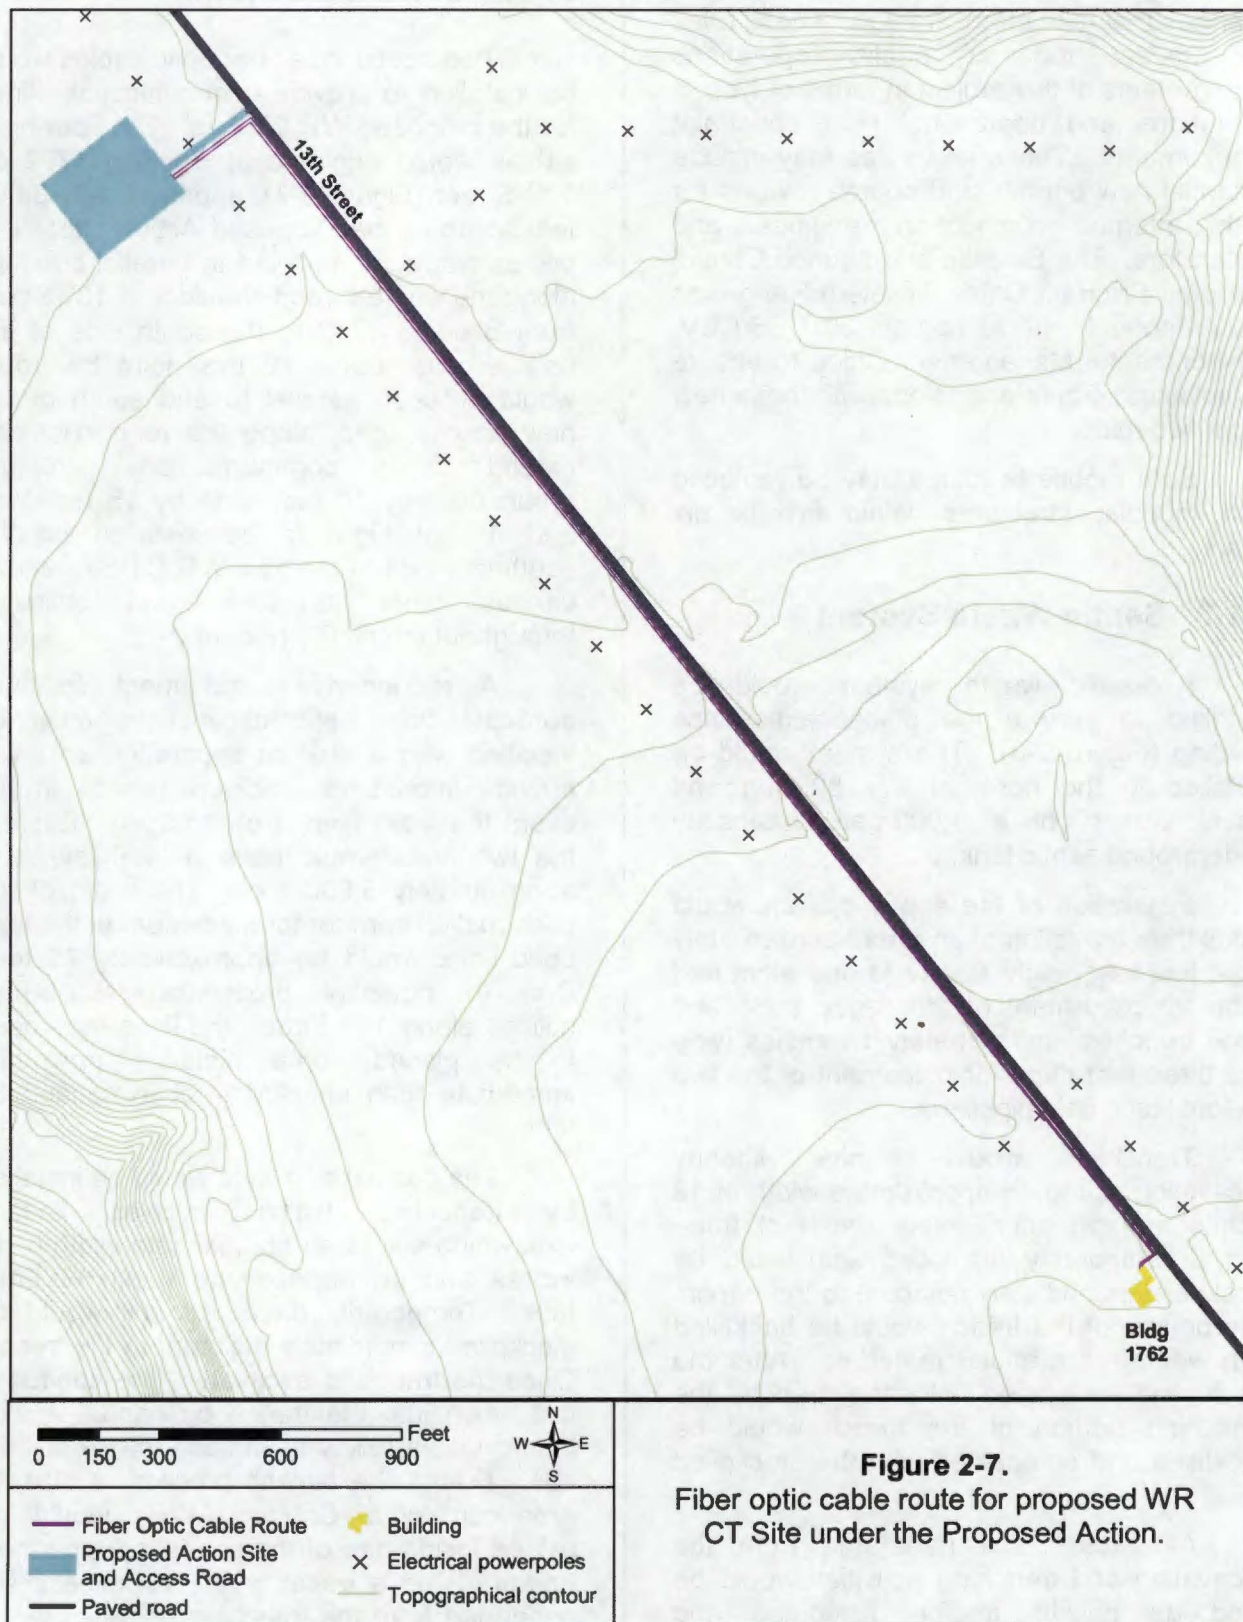 13th Street
Bldg
1762
0 150 300 600 900
Feet
N
W E
S
Fiber Optic Cable Route
Proposed Action Site
and Access Road
Paved road
Building
Electrical powerpoles
Topographical contour
Figure 2-7.
Fiber optic cable route for proposed WR
CT Site under the Proposed Action.